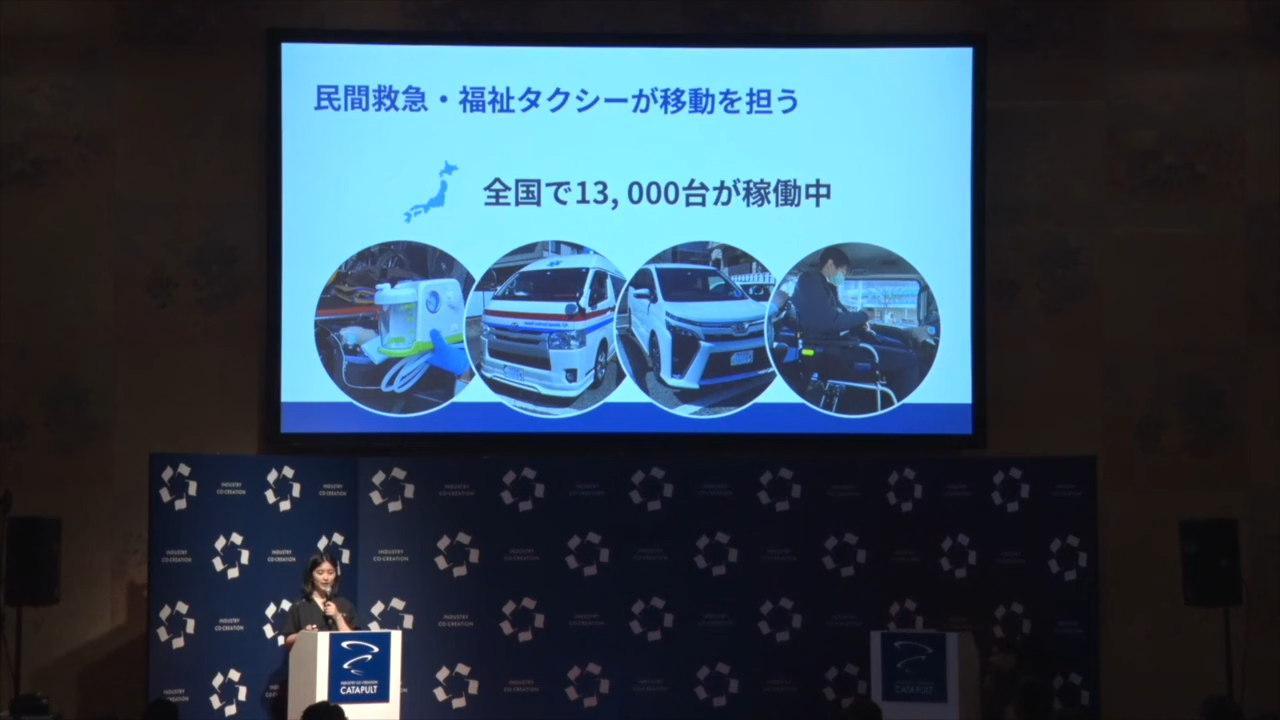 民間救急・福祉タクシーが移動を担う
全国で13,000台が稼働中
INDUSTRY
CO-CREATION
INDUSTRY CO-CREATION
CATAPULT
CATAPULT